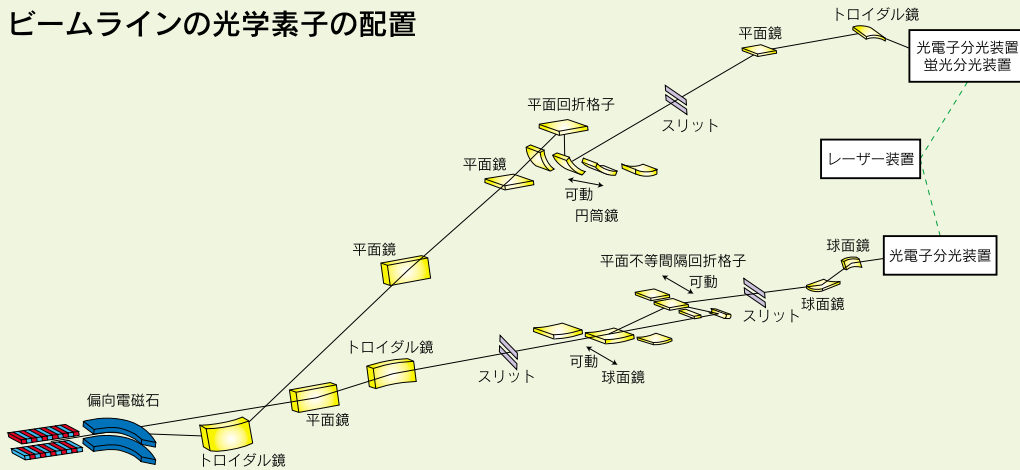 ビームラインの光学素子の配置
トロイダル鏡
平面鏡
光電子分光装置
蛍光分光装置
平面回折格子
スリット
レーザー装置
平面鏡
可動
円筒鏡
平面鏡
球面鏡
光電子分光装置
平面不等間隔回折格子
可動
球面鏡
スリット
トロイダル鏡
可動
スリット
球面鏡
偏向電磁石
平面鏡
トロイダル鏡